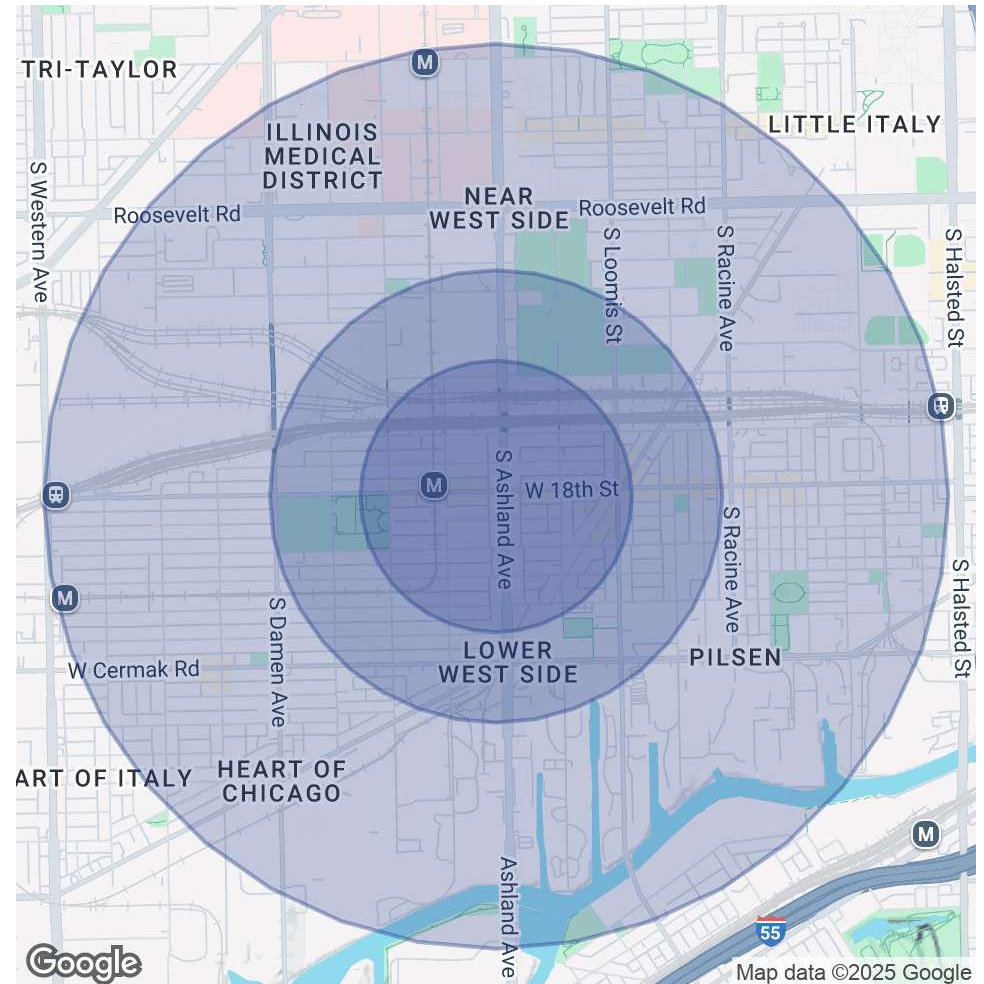 M
TRI-TAYLOR
LITTLE ITALY
ILLINOIS
MEDICAL
DISTRICT
S Western Ave
NEAR
WEST SIDE
Roosevelt Rd
Roosevelt Rd
S Loomis St
S Racine Ave
S Halsted St
S Ashland Ave
M
W 18th St
S Racine Ave
M
S Damen Ave
S Halsted St
LOWER
WEST SIDE
PILSEN
W Cermak Rd
ART OF ITALY
HEART OF
CHICAGO
M
Ashland Ave
55
Google
Map data ©2025 Google